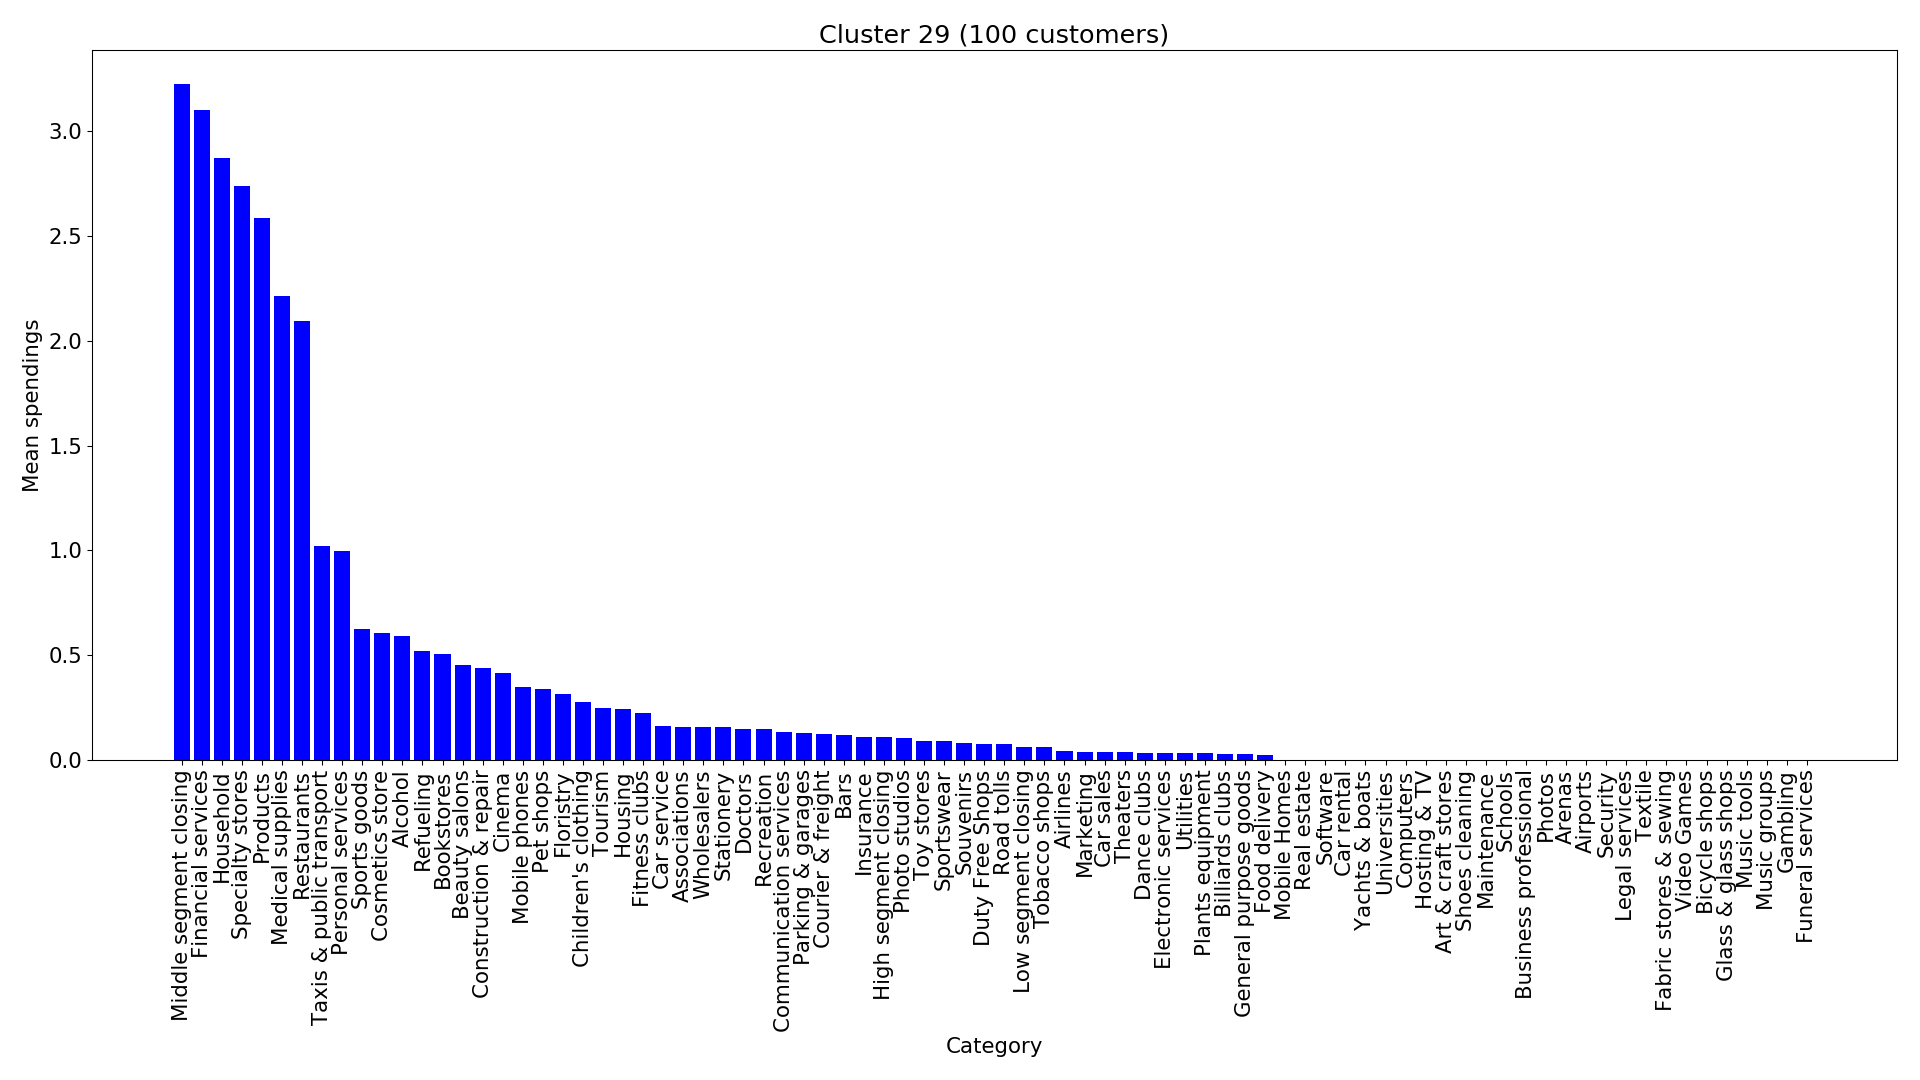 Cluster 29 (100 customers)
Mean spendings
3.0
2.5
2.0
1.5
1.0
0.5
0.0
Middle segment closing
Financial services
Household
Specialty stores
Products
Medical supplies
Restaurants
Taxis & public transport
Personal services
Sports goods
Cosmetics store
Alcohol
Refueling
Bookstores
Beauty salons
Construction & repair
Cinema
Mobile phones
Pet shops
Floristry
Children's clothing
Tourism
Housing
Fitness clubs
Car service
Associations
Wholesalers
Stationery
Doctors
Recreation
Communication services
Parking & garages
Courier & freight
Bars
Insurance
High segment closing
Photo studios
Toy stores
Sportswear
Souvenirs
Duty Free Shops
Road tolls
Low segment closing
Tobacco shops
Airlines
Marketing
Car sales
Theaters
Dance clubs
Electronic services
Utilities
Plants equipment
Billiards clubs
General purpose goods
Food delivery
Mobile Homes
Real estate
Software
Car rental
Yachts & boats
Universities
Computers
Hosting & TV
Art & craft stores
Shoes cleaning
Maintenance
Schools
Business professional
Photos
Arenas
Airports
Security
Legal services
Textile
Fabric stores & sewing
Video Games
Bicycle shops
Glass & glass shops
Music tools
Music groups
Gambling
Funeral services
Category